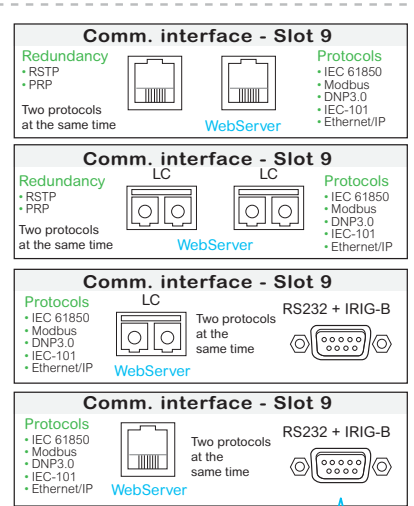 Comm. interface - Slot 9
Redundancy
• RSTP
• PRP
Two protocols
at the same time
WebServer
Protocols
• IEC 61850
• Modbus
• DNP3.0
• IEC-101
• Ethernet/IP
Comm. interface - Slot 9
Redundancy
• RSTP
• PRP
Two protocols
at the same time
LC
LC
WebServer
Protocols
• IEC 61850
• Modbus
• DNP3.0
• IEC-101
• Ethernet/IP
Comm. interface - Slot 9
Protocols
• IEC 61850
• Modbus
• DNP3.0
• IEC-101
• Ethernet/IP
LC
WebServer
Two protocols
at the
same time
RS232 + IRIG-B
Comm. interface - Slot 9
Protocols
• IEC 61850
• Modbus
• DNP3.0
• IEC-101
• Ethernet/IP
WebServer
Two protocols
at the
same time
RS232 + IRIG-B